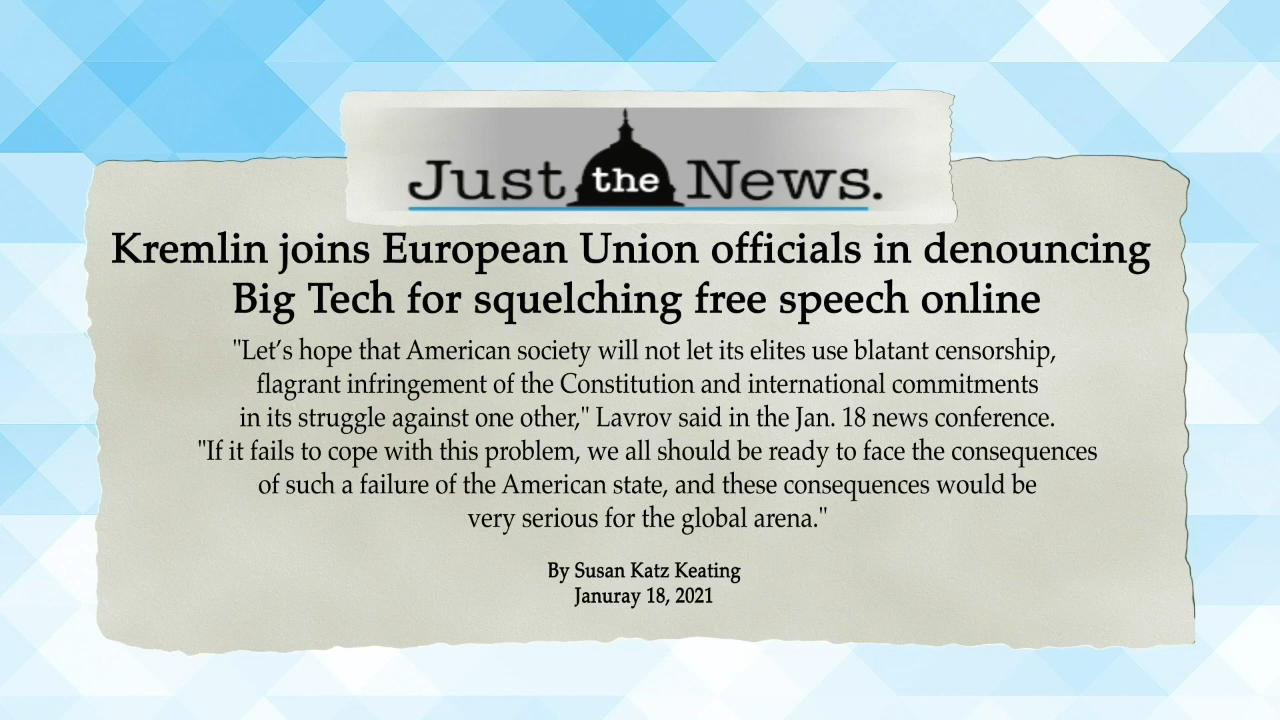 Just the News.
Kremlin joins European Union officials in denouncing
Big Tech for squelching free speech online
"Let’s hope that American society will not let its elites use blatant censorship,
flagrant infringement of the Constitution and international commitments
in its struggle against one other," Lavrov said in the Jan. 18 news conference.
"If it fails to cope with this problem, we all should be ready to face the consequences
of such a failure of the American state, and these consequences would be
very serious for the global arena."
By Susan Katz Keating
Januray 18, 2021